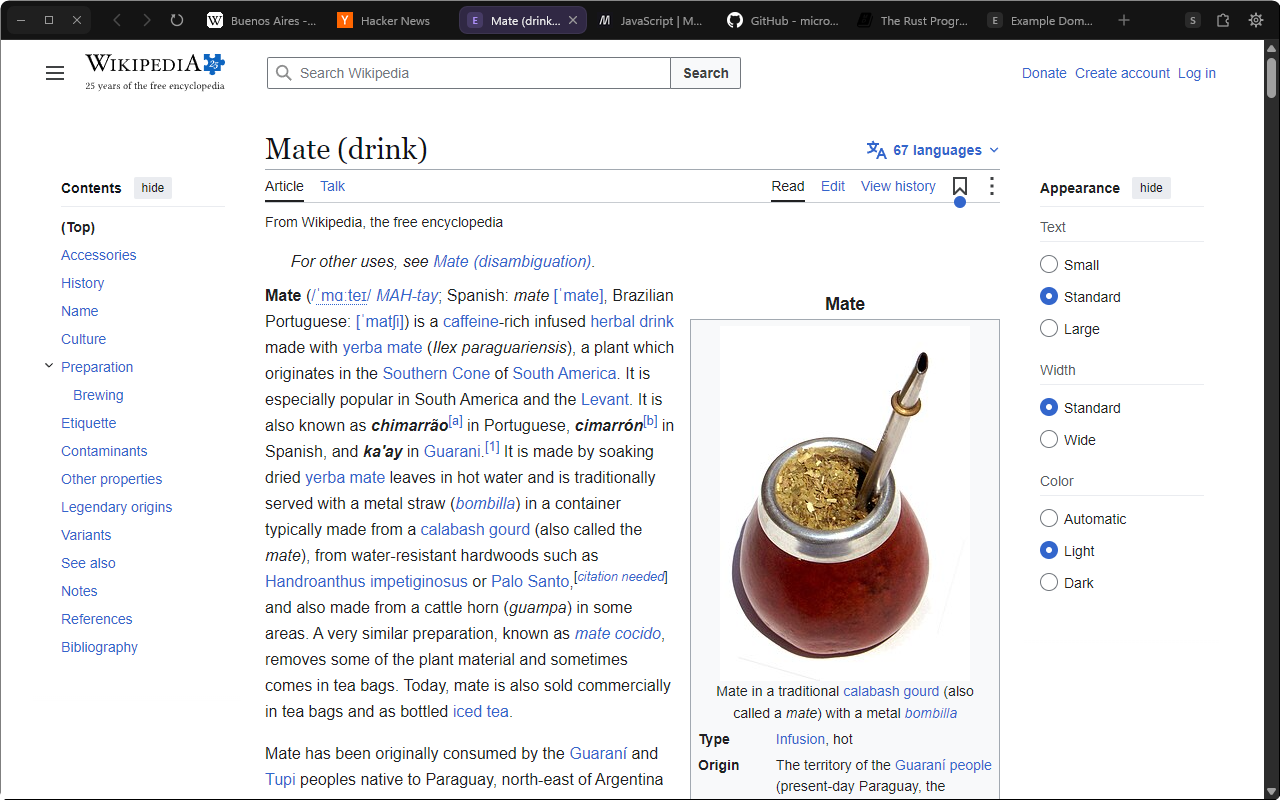 Buenos Aires -...
Hacker News
Mate (drink...
JavaScript | M...
GitHub - micro...
The Rust Progr...
Example Dom...
S
WIKIPEDIA 25
25 years of the free encyclopedia
Search Wikipedia
Search
Donate Create account Log in
Mate (drink)
67 languages
Contents hide
Article Talk
Read Edit View history
From Wikipedia, the free encyclopedia
(Top)
Accessories
History
Name
Culture
Preparation
Brewing
Etiquette
Contaminants
Other properties
Legendary origins
Variants
See also
Notes
References
Bibliography
For other uses, see Mate (disambiguation).
Mate (/ˈmɑːteɪ/ MAH-tay; Spanish: mate [ˈmate], Brazilian
Portuguese: [ˈmatʃi]) is a caffeine-rich infused herbal drink
made with yerba mate (Ilex paraguariensis), a plant which
originates in the Southern Cone of South America. It is
especially popular in South America and the Levant. It is
also known as chimarrão[a] in Portuguese, cimarrón[b] in
Spanish, and ka'ay in Guarani.[1] It is made by soaking
dried yerba mate leaves in hot water and is traditionally
served with a metal straw (bombilla) in a container
typically made from a calabash gourd (also called the
mate), from water-resistant hardwoods such as
Handroanthus impetiginosus or Palo Santo,[citation needed]
and also made from a cattle horn (guampa) in some
areas. A very similar preparation, known as mate cocido,
removes some of the plant material and sometimes
comes in tea bags. Today, mate is also sold commercially
in tea bags and as bottled iced tea.
Mate has been originally consumed by the Guaraní and
Tupi peoples native to Paraguay, north-east of Argentina
Mate
Mate in a traditional calabash gourd (also
called a mate) with a metal bombilla
Type Infusion, hot
Origin The territory of the Guaraní people
(present-day Paraguay, the
Appearance hide
Text
Small
Standard
Large
Width
Standard
Wide
Color
Automatic
Light
Dark